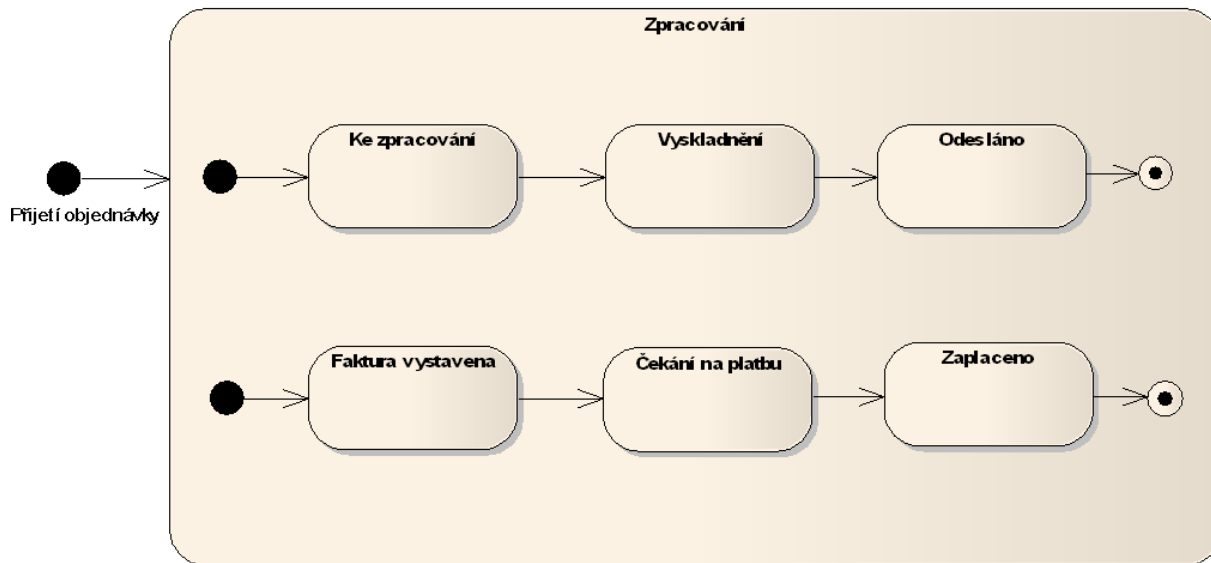 Zpracování
Ke zpracování
Vyskladnění
Odesláno
Přijetí objednávky
Faktura vystavena
Čekání na platbu
Zaplaceno